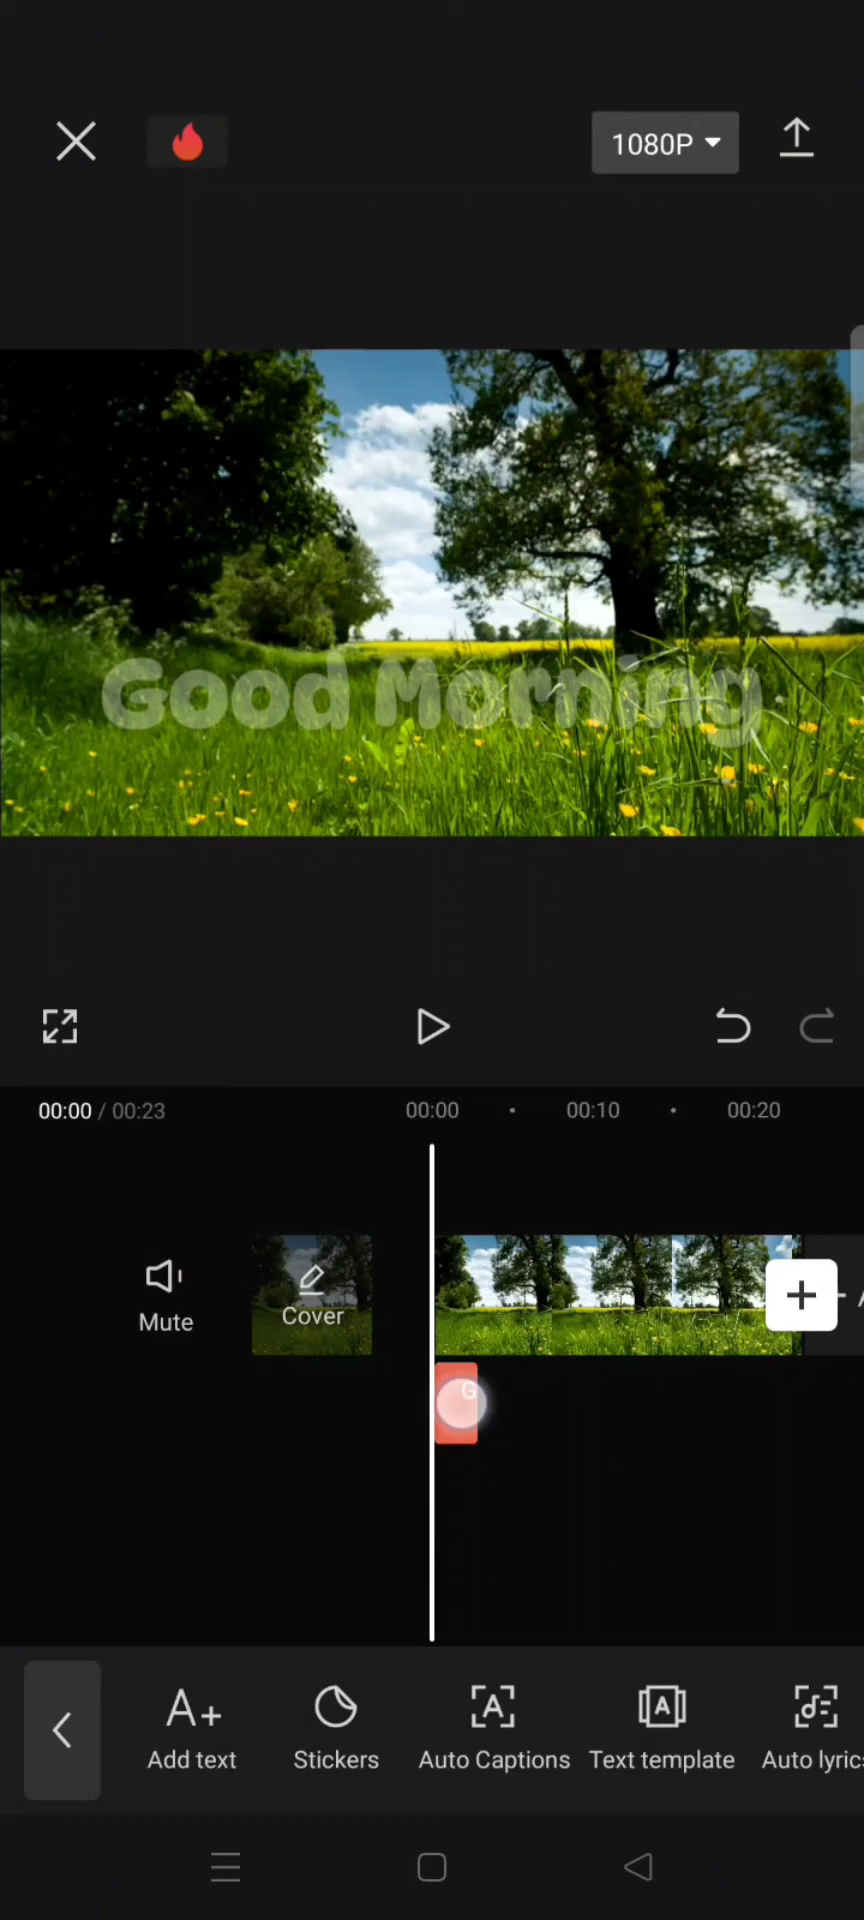 1080P
Good Morning
00:00 / 00:23
00:00
00:10
00:20
Mute
Cover
G
Add text
Stickers
Auto Captions
Text template
Auto lyrics